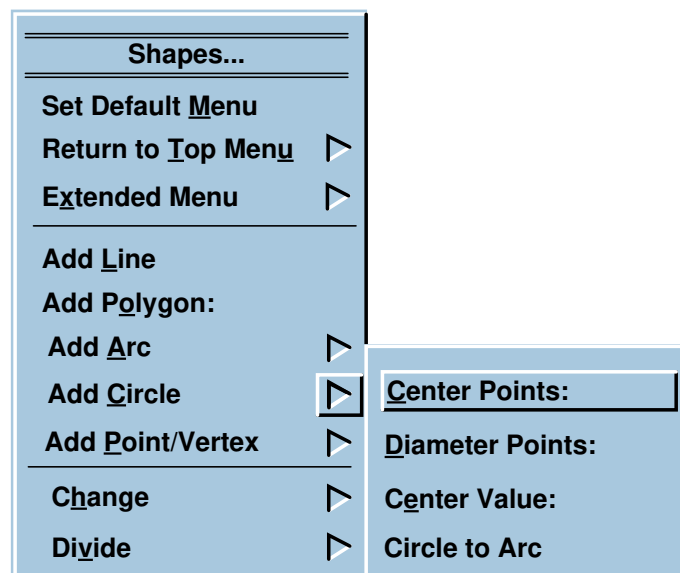 Shapes...
Set Default Menu
Return to Top Menu
Extended Menu
Add Line
Add Polygon:
Add Arc
Add Circle
Add Point/Vertex
Change
Divide
Center Points:
Diameter Points:
Center Value:
Circle to Arc